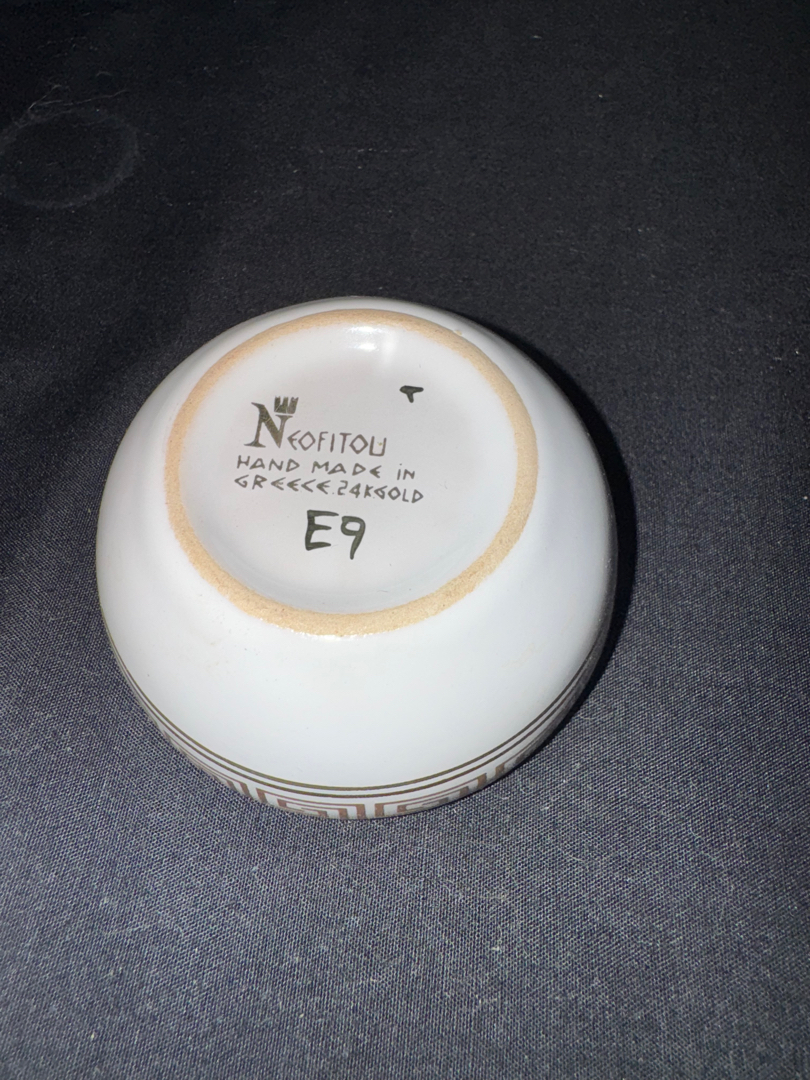 NEOFITOU
HAND MADE iN
GREECE.24KGOLD
E9